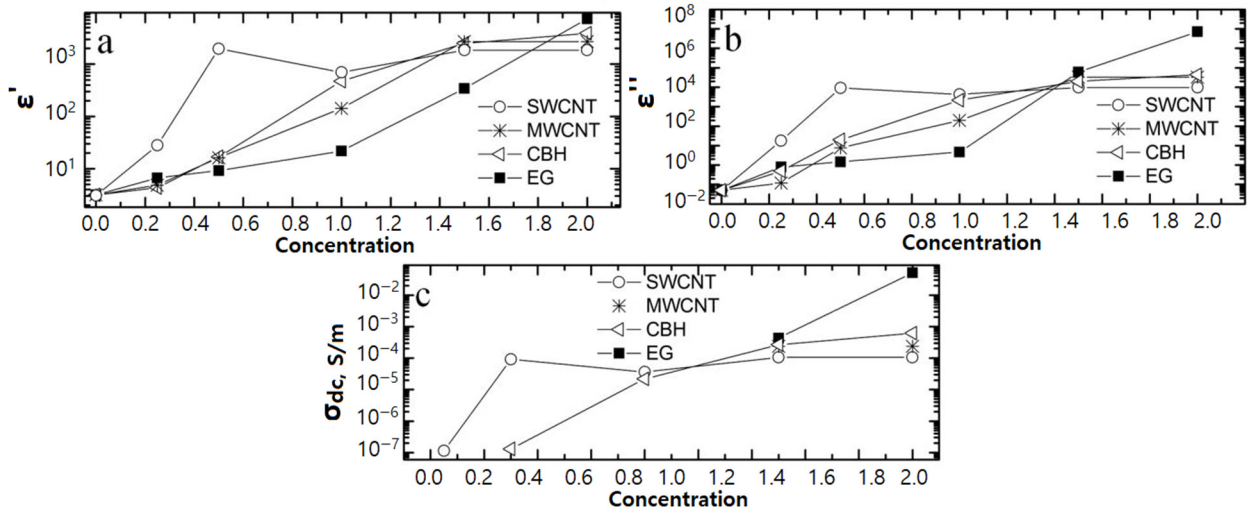 a
ε'
10³
10²
10¹
SWCNT
MWCNT
CBH
EG
0.0 0.2 0.4 0.6 0.8 1.0 1.2 1.4 1.6 1.8 2.0
Concentration
b
ε''
10⁸
10⁶
10⁴
10²
10⁰
10⁻²
SWCNT
MWCNT
CBH
EG
0.0 0.2 0.4 0.6 0.8 1.0 1.2 1.4 1.6 1.8 2.0
Concentration
c
σdc, S/m
10⁻²
10⁻³
10⁻⁴
10⁻⁵
10⁻⁶
10⁻⁷
SWCNT
MWCNT
CBH
EG
0.0 0.2 0.4 0.6 0.8 1.0 1.2 1.4 1.6 1.8 2.0
Concentration